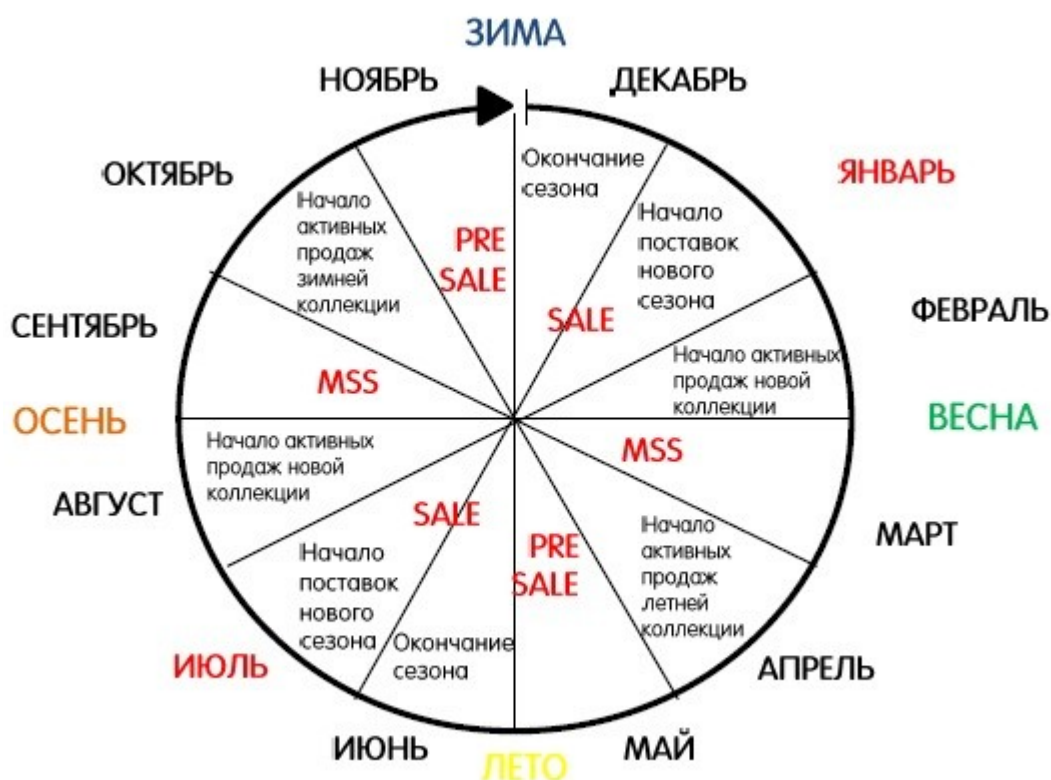 ЗИМА
НОЯБРЬ
ДЕКАБРЬ
ОКТЯБРЬ
ЯНВАРЬ
Окончание
сезона
Начало
активных
продаж
зимней
коллекции
PRE
SALE
Начало
поставок
нового
сезона
SALE
СЕНТЯБРЬ
ФЕВРАЛЬ
MSS
Начало активных
продаж новой
коллекции
ОСЕНЬ
ВЕСНА
Начало активных
продаж новой
коллекции
MSS
АВГУСТ
МАРТ
SALE
Начало
поставок
нового
сезона
PRE
SALE
Начало
активных
продаж
летней
коллекции
Окончание
сезона
ИЮЛЬ
АПРЕЛЬ
ИЮНЬ
МАЙ
ЛЕТО